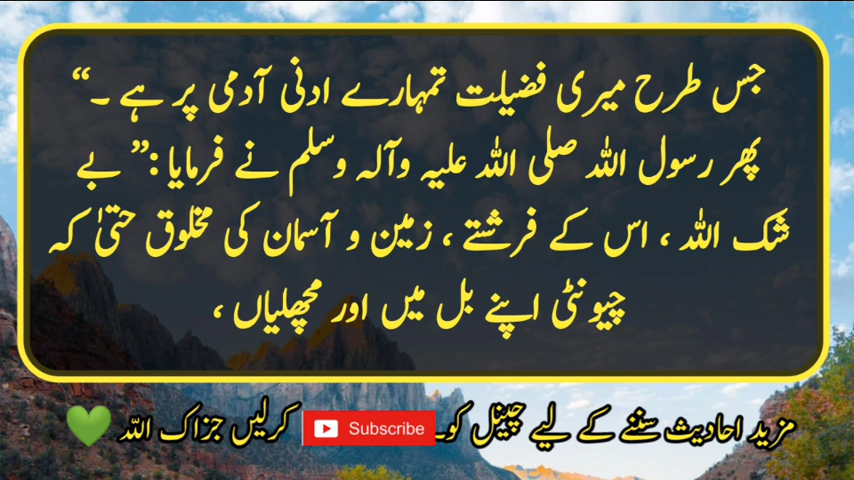 جس طرح میری فضیلت تمہارے ادنی آدمی پر ہے ۔“
پھر رسول اللہ صلی اللہ علیہ وآلہ وسلم نے فرمایا :” بے
شک اللہ ، اس کے فرشتے ، زمین و آسمان کی مخلوق حتیٰ کہ
چیونٹی اپنے بل میں اور مچھلیاں ،
مزید احادیث سننے کے لیے چینل کو۔ Subscribe کرلیں جزاک اللہ